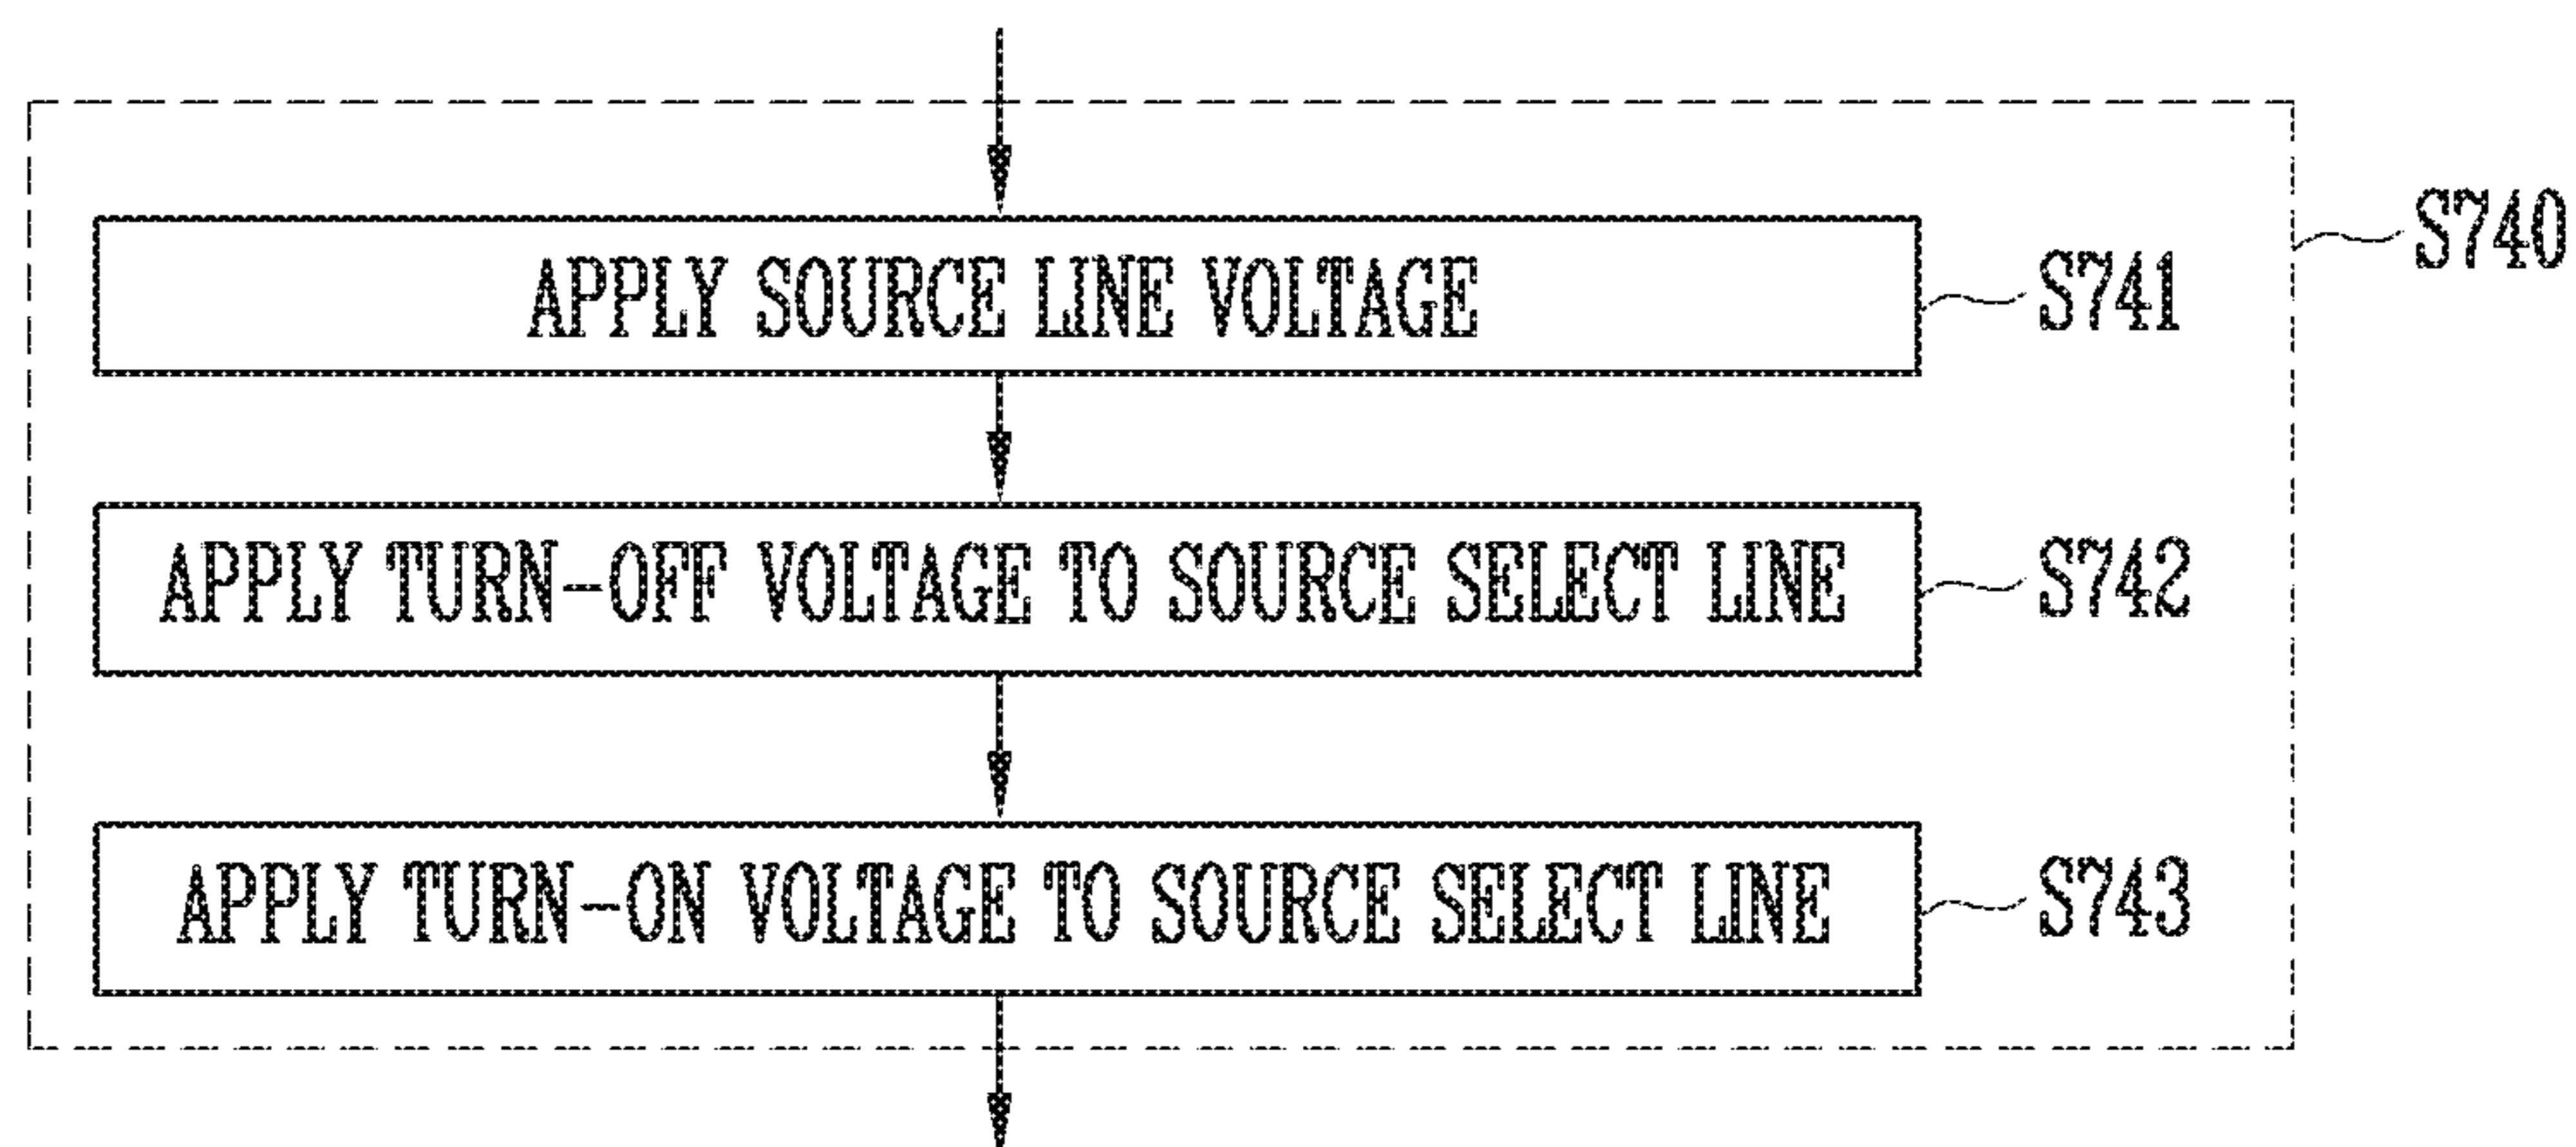 S740
APPLY SOURCE LINE VOLTAGE S741
APPLY TURN-OFF VOLTAGE TO SOURCE SELECT LINE S742
APPLY TURN-ON VOLTAGE TO SOURCE SELECT LINE S743